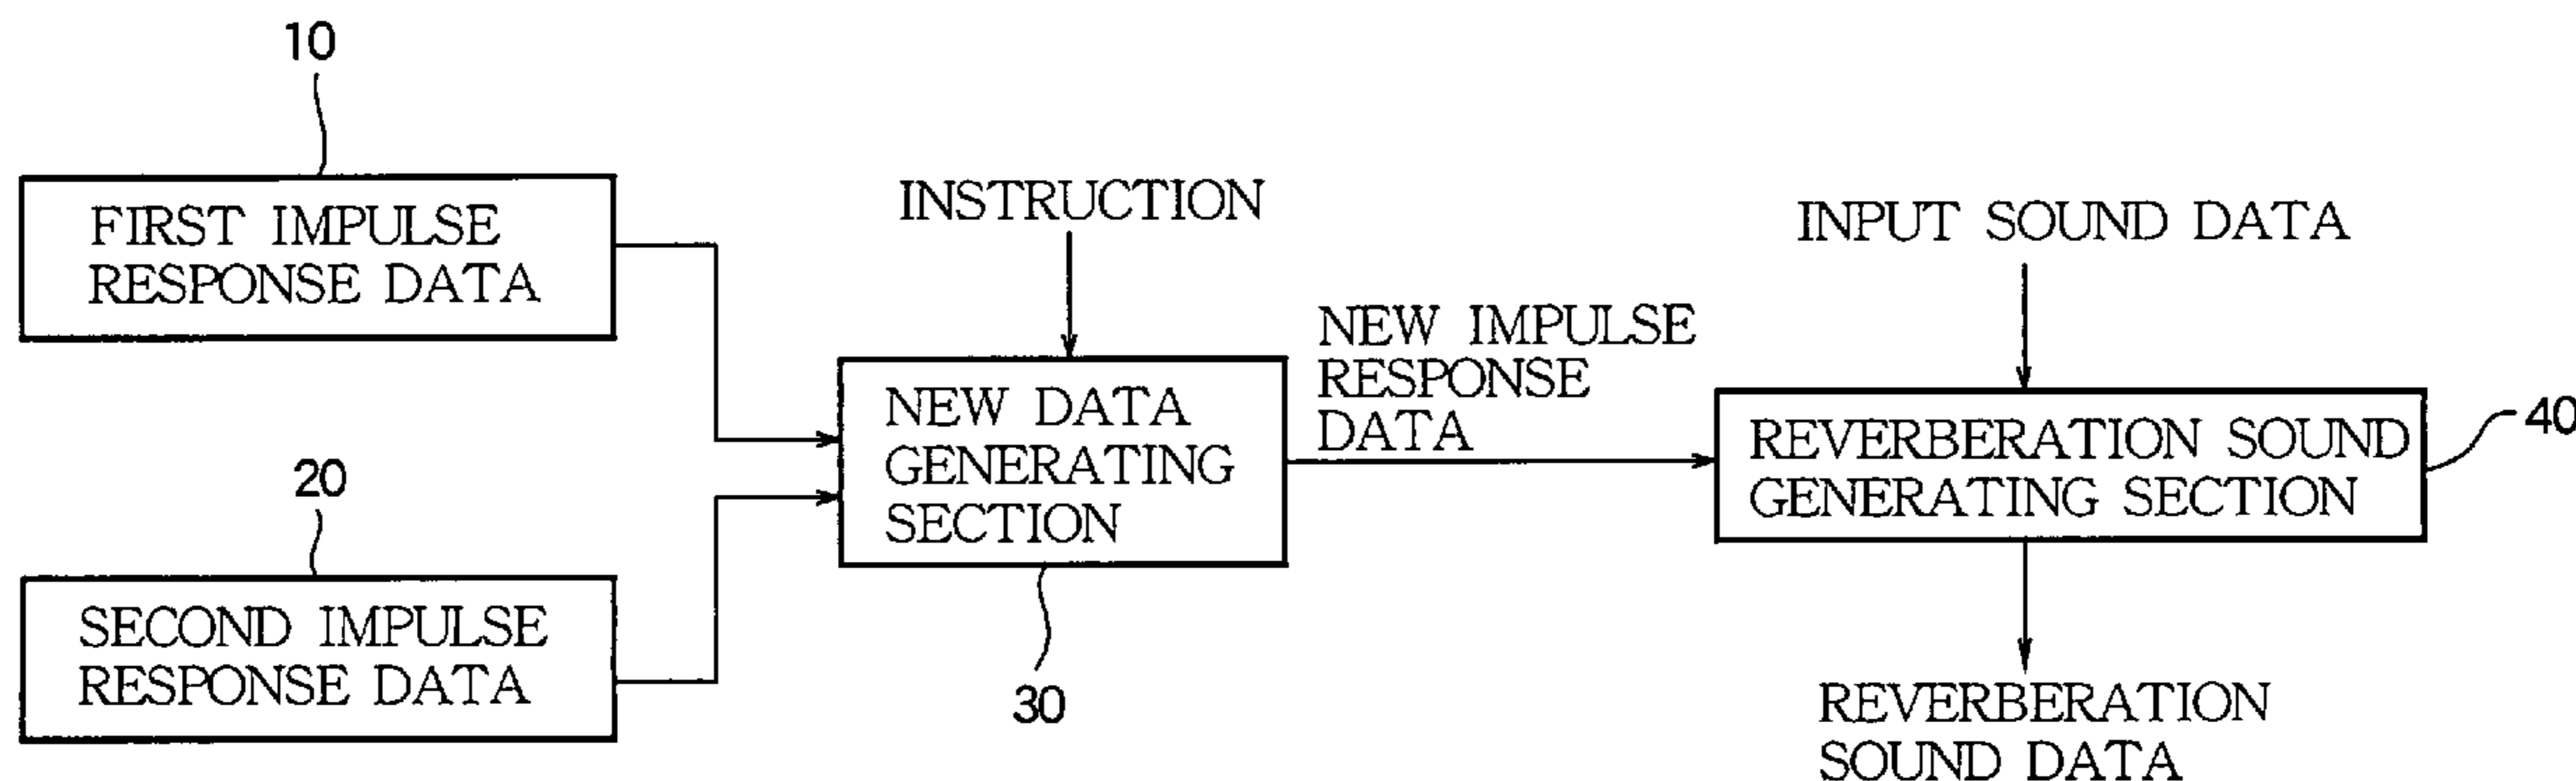 10
FIRST IMPULSE
RESPONSE DATA
20
SECOND IMPULSE
RESPONSE DATA
INSTRUCTION
NEW DATA
GENERATING
SECTION
30
NEW IMPULSE
RESPONSE
DATA
INPUT SOUND DATA
REVERBERATION SOUND
GENERATING SECTION
40
REVERBERATION
SOUND DATA